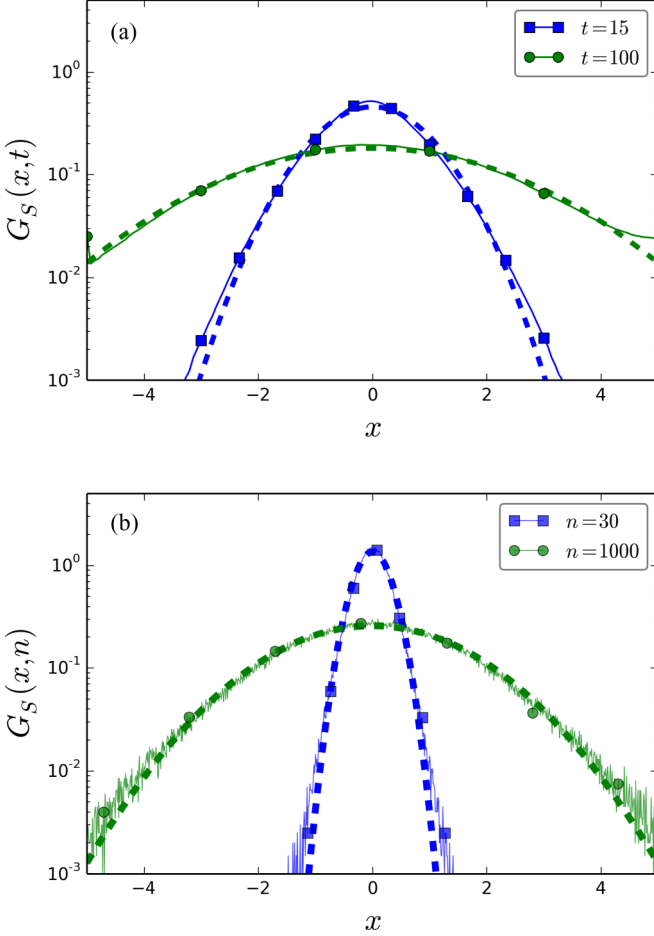 (a)
t=15
t=100
10^0
10^-1
10^-2
10^-3
G_S(x,t)
−4 −2 0 2 4
x
(b)
n=30
n=1000
10^0
10^-1
10^-2
10^-3
G_S(x,n)
−4 −2 0 2 4
x